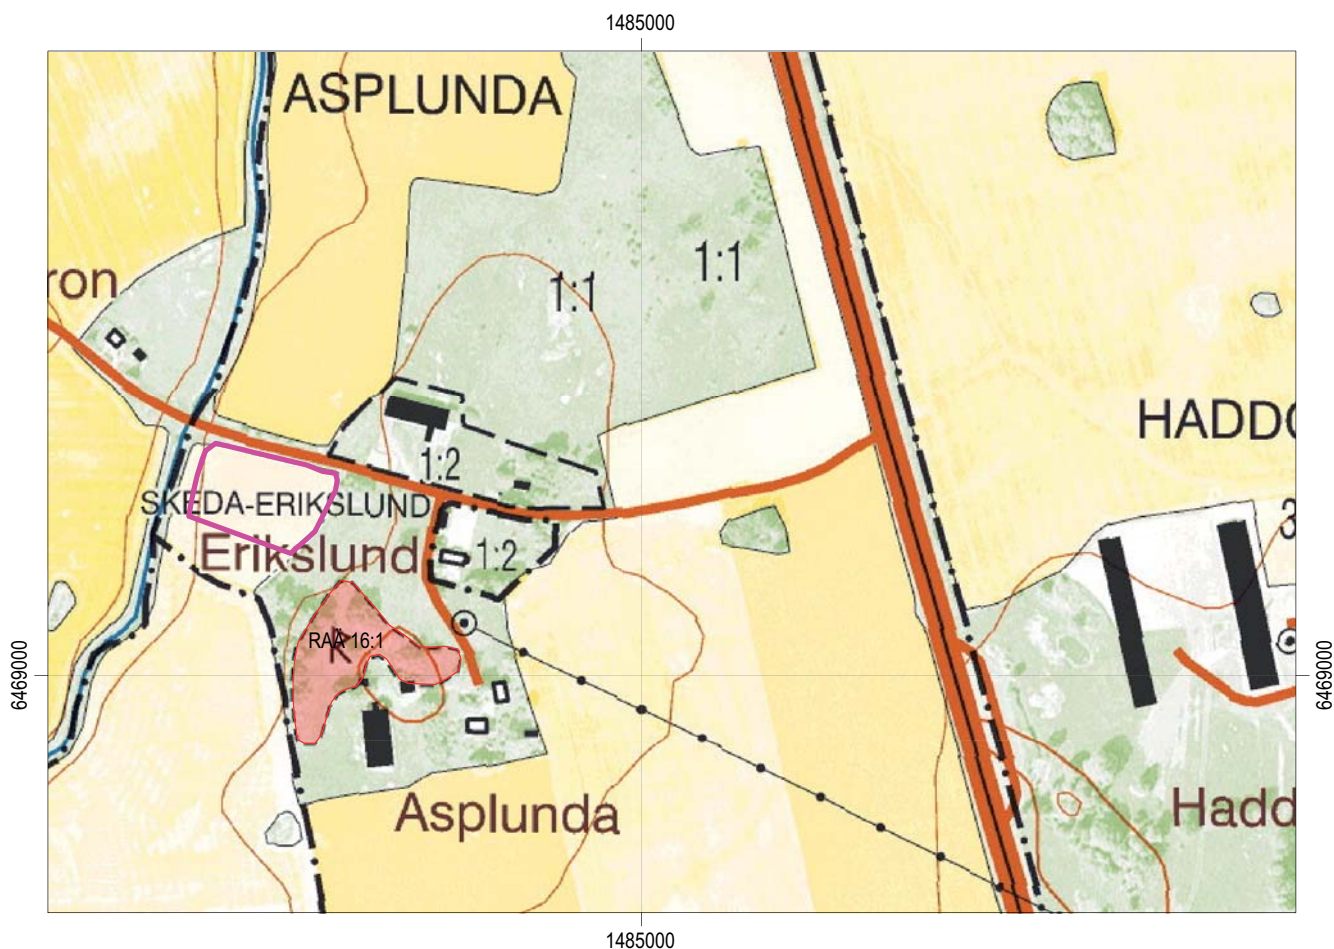 1485000
ASPLUNDA
1:1
ron
1:1
HADD
1:2
SKEDA-ERIKSLUND
3
Erikslund
1:2
RAÄ 16:1
R
6469000
6469000
Asplunda
Hadd
1485000